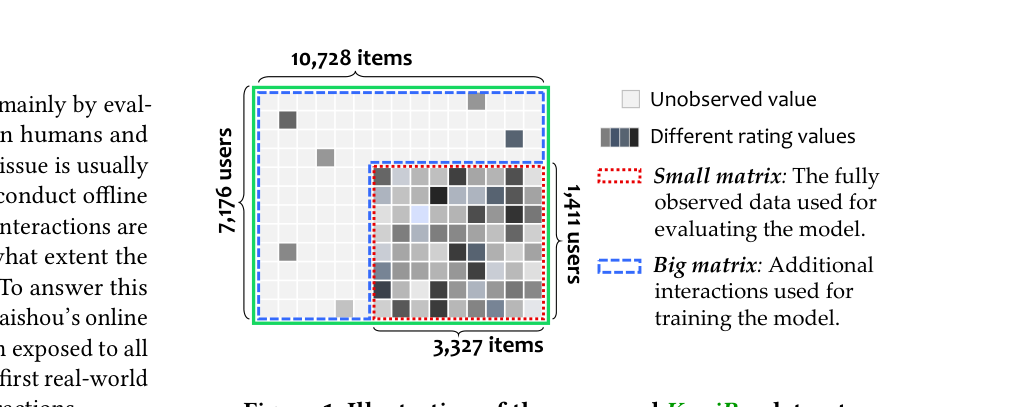 mainly by eval-
n humans and
issue is usually
conduct offline
nteractions are
what extent the
To answer this
aishou's online
n exposed to all
first real-world
10,728 items
7,176 users
1,411 users
3,327 items
Unobserved value
Different rating values
Small matrix: The fully
observed data used for
evaluating the model.
Big matrix: Additional
interactions used for
training the model.